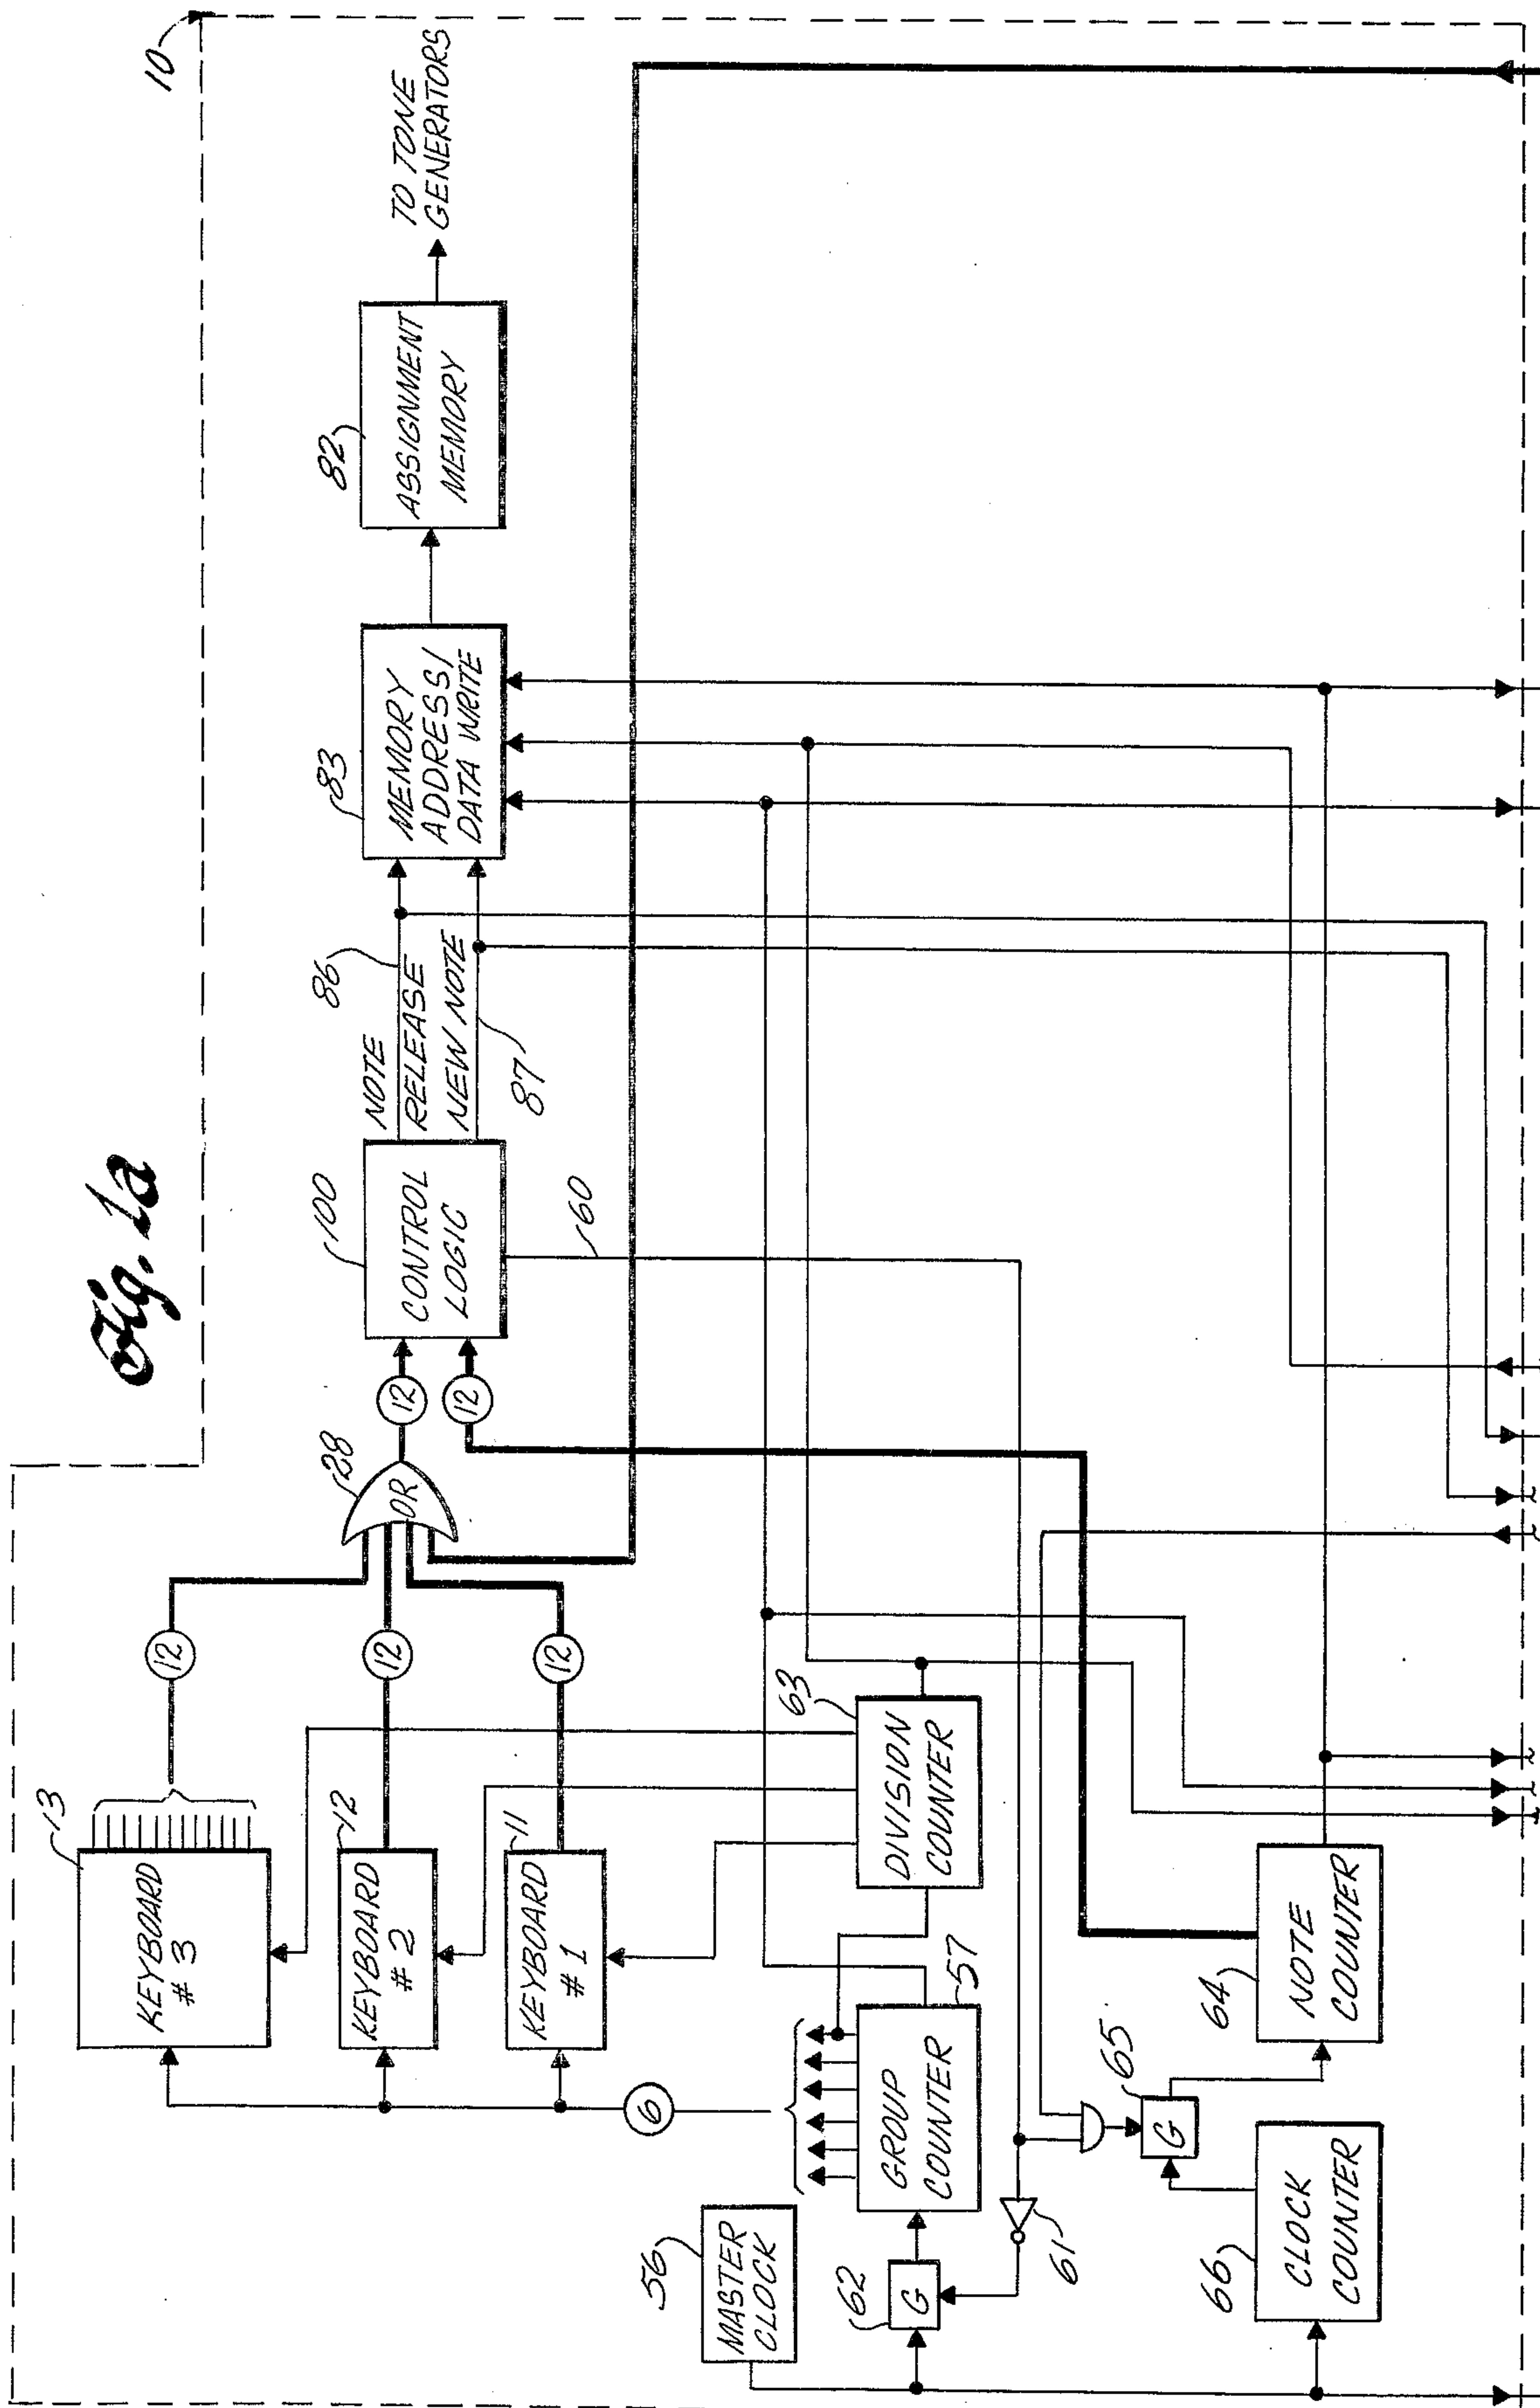 Fig. 1a
10
13
KEYBOARD
# 3
12
28
OR
12
12
100
CONTROL
LOGIC
NOTE
86
RELEASE
NEW NOTE
87
83
MEMORY
ADDRESS/
DATA WRITE
82
ASSIGNMENT
MEMORY
TO TONE
GENERATORS
12
KEYBOARD
# 2
12
11
KEYBOARD
# 1
12
6
60
56
MASTER
CLOCK
63
DIVISION
COUNTER
57
GROUP
COUNTER
62
G
61
65
G
64
NOTE
COUNTER
66
CLOCK
COUNTER